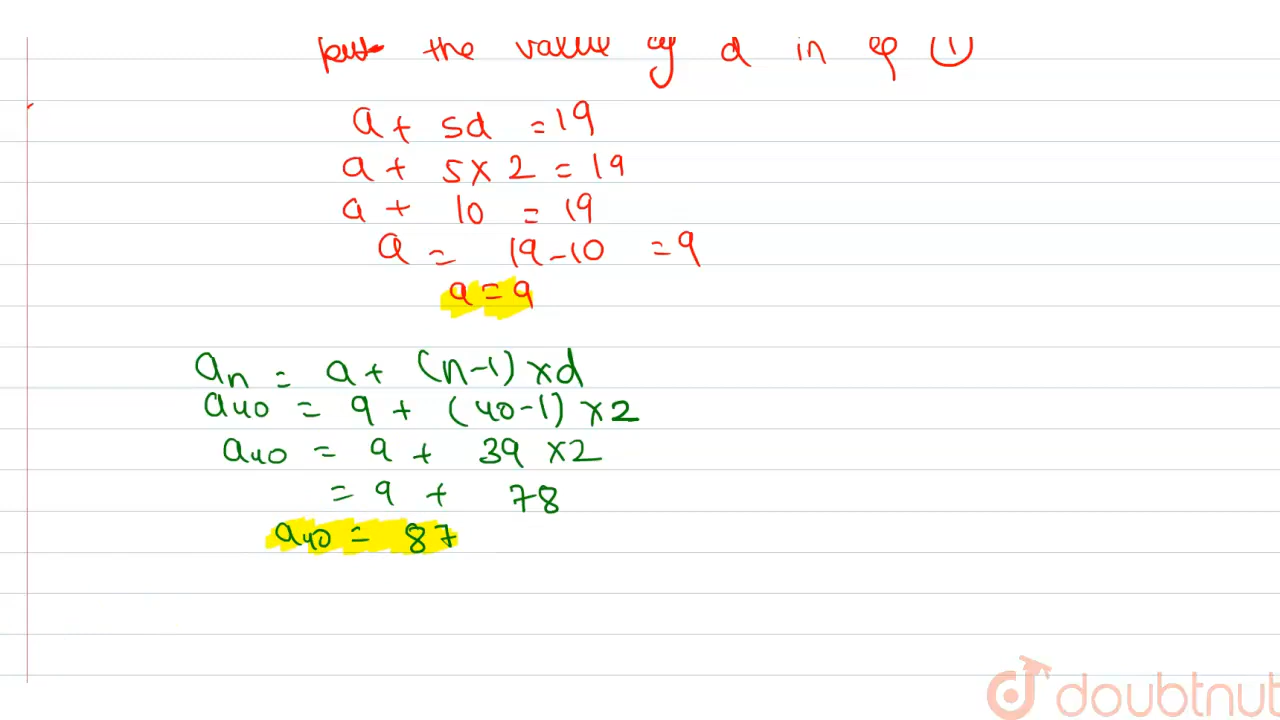 put the value of d in eq (1)
a + 5d = 19
a + 5 × 2 = 19
a + 10 = 19
a = 19 - 10 = 9
a = 9
aₙ = a + (n-1) × d
a₄₀ = 9 + (40-1) × 2
a₄₀ = 9 + 39 × 2
= 9 + 78
a₄₀ = 87
doubtnut